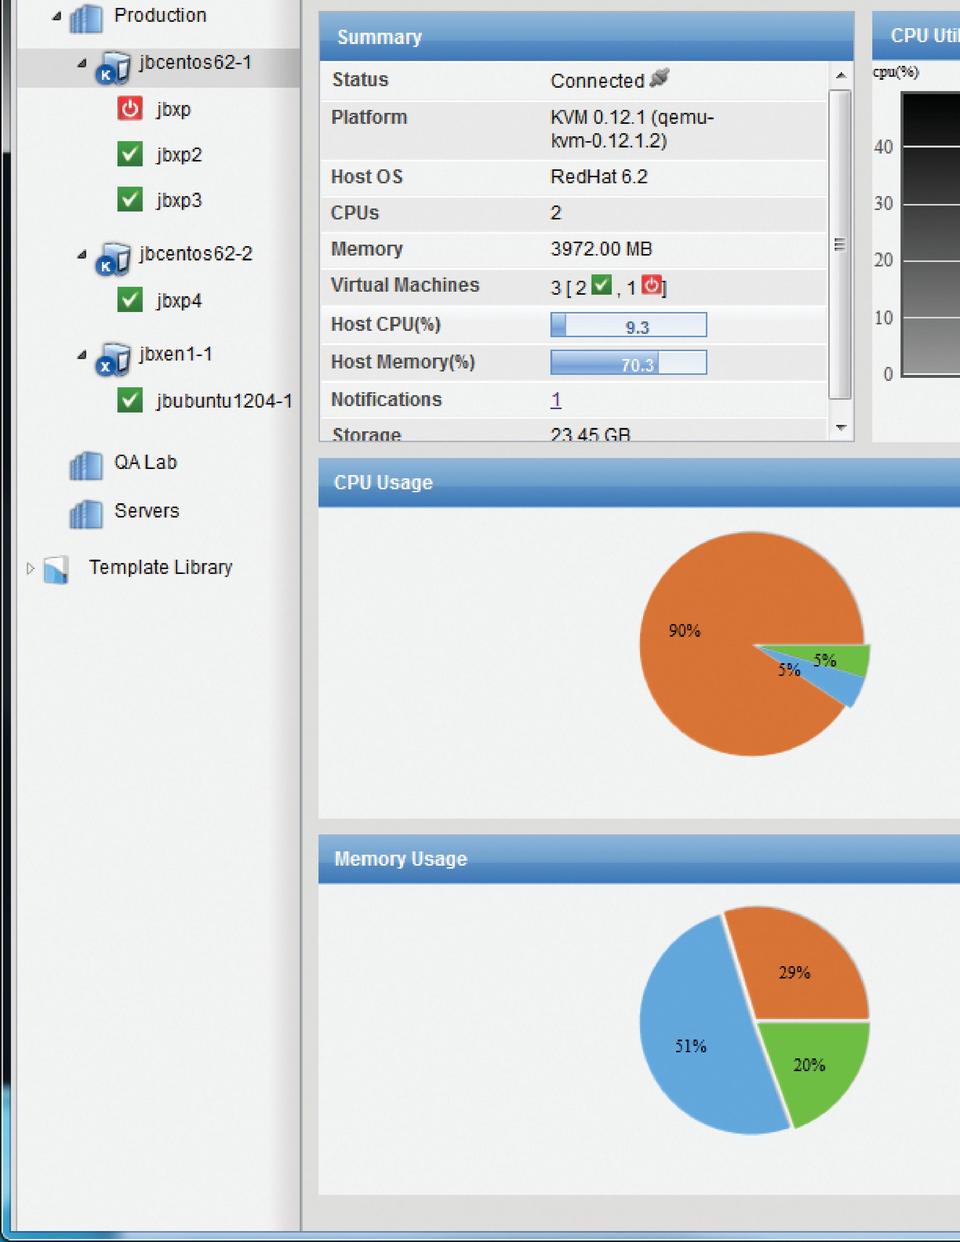 Production
jbcentos62-1
jbxp
jbxp2
jbxp3
jbcentos62-2
jbxp4
jbxen1-1
jbubuntu1204-1
QA Lab
Servers
Template Library
Summary
Status Connected
Platform KVM 0.12.1 (qemu-
kvm-0.12.1.2)
Host OS RedHat 6.2
CPUs 2
Memory 3972.00 MB
Virtual Machines 3 [ 2 , 1 ]
Host CPU(%) 9.3
Host Memory(%) 70.3
Notifications 1
Storage 23.45 GB
CPU Util
cpu(%)
40
30
20
10
0
CPU Usage
90%
5%
5%
Memory Usage
29%
51%
20%